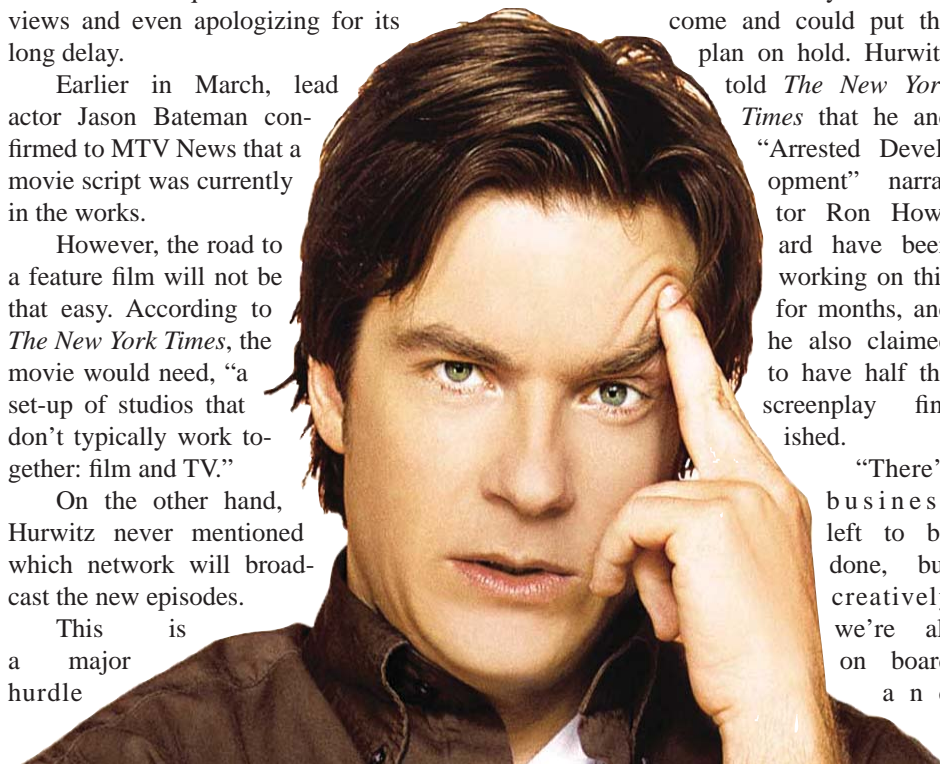 views and even apologizing for its
long delay.
Earlier in March, lead
actor Jason Bateman con-
firmed to MTV News that a
movie script was currently
in the works.
However, the road to
a feature film will not be
that easy. According to
The New York Times, the
movie would need, “a
set-up of studios that
don't typically work to-
gether: film and TV.”
On the other hand,
Hurwitz never mentioned
which network will broad-
cast the new episodes.
This is
a major
hurdle
come and could put th
plan on hold. Hurwit
told The New Yor
Times that he and
“Arrested Devel
opment” narra
tor Ron How
ard have been
working on thi
for months, and
he also claimed
to have half th
screenplay fin
ished.
“There’
busines
left to b
done, bu
creatively
we’re al
on board
an